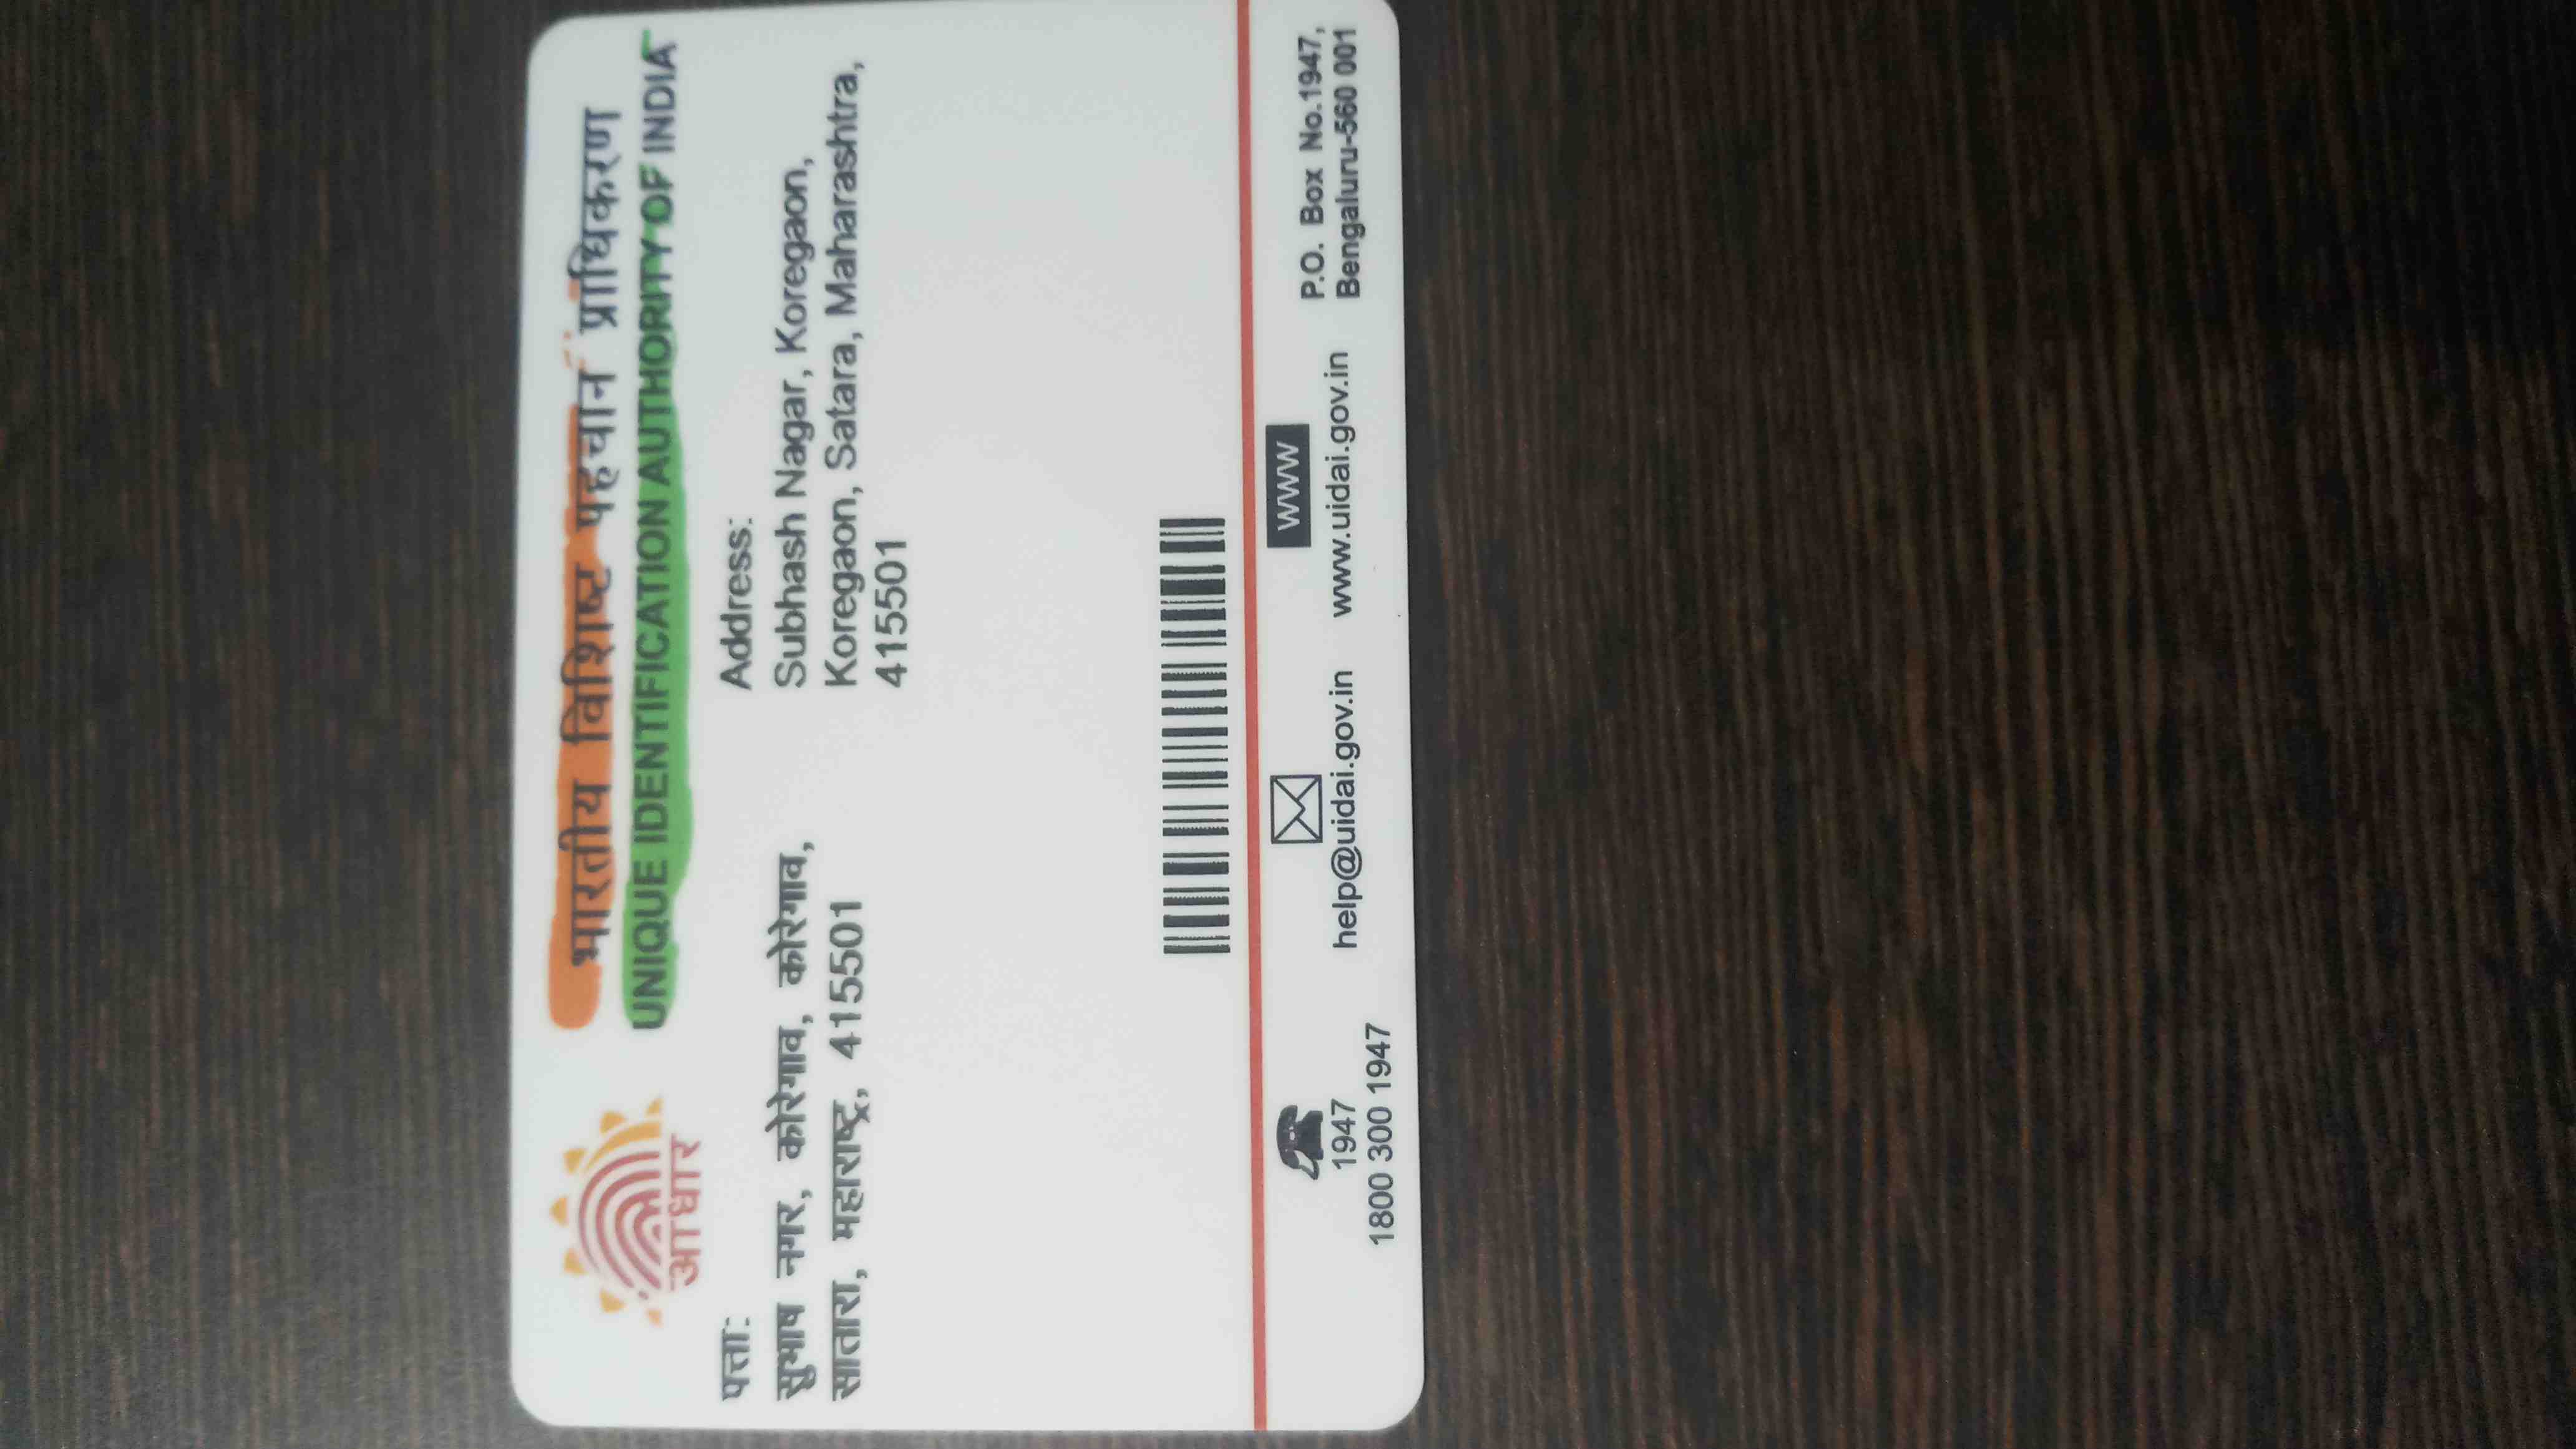 भारतीय विशिष्ट पहचान प्राधिकरण
UNIQUE IDENTIFICATION AUTHORITY OF INDIA
आधार
पत्ता:
सुभाष नगर, कोरेगाव, कोरेगाव,
सातारा, महाराष्ट्र, 415501
Address:
Subhash Nagar, Koregaon,
Koregaon, Satara, Maharashtra,
415501
1947
1800 300 1947
help@uidai.gov.in
WWW
www.uidai.gov.in
P.O. Box No.1947,
Bengaluru-560 001